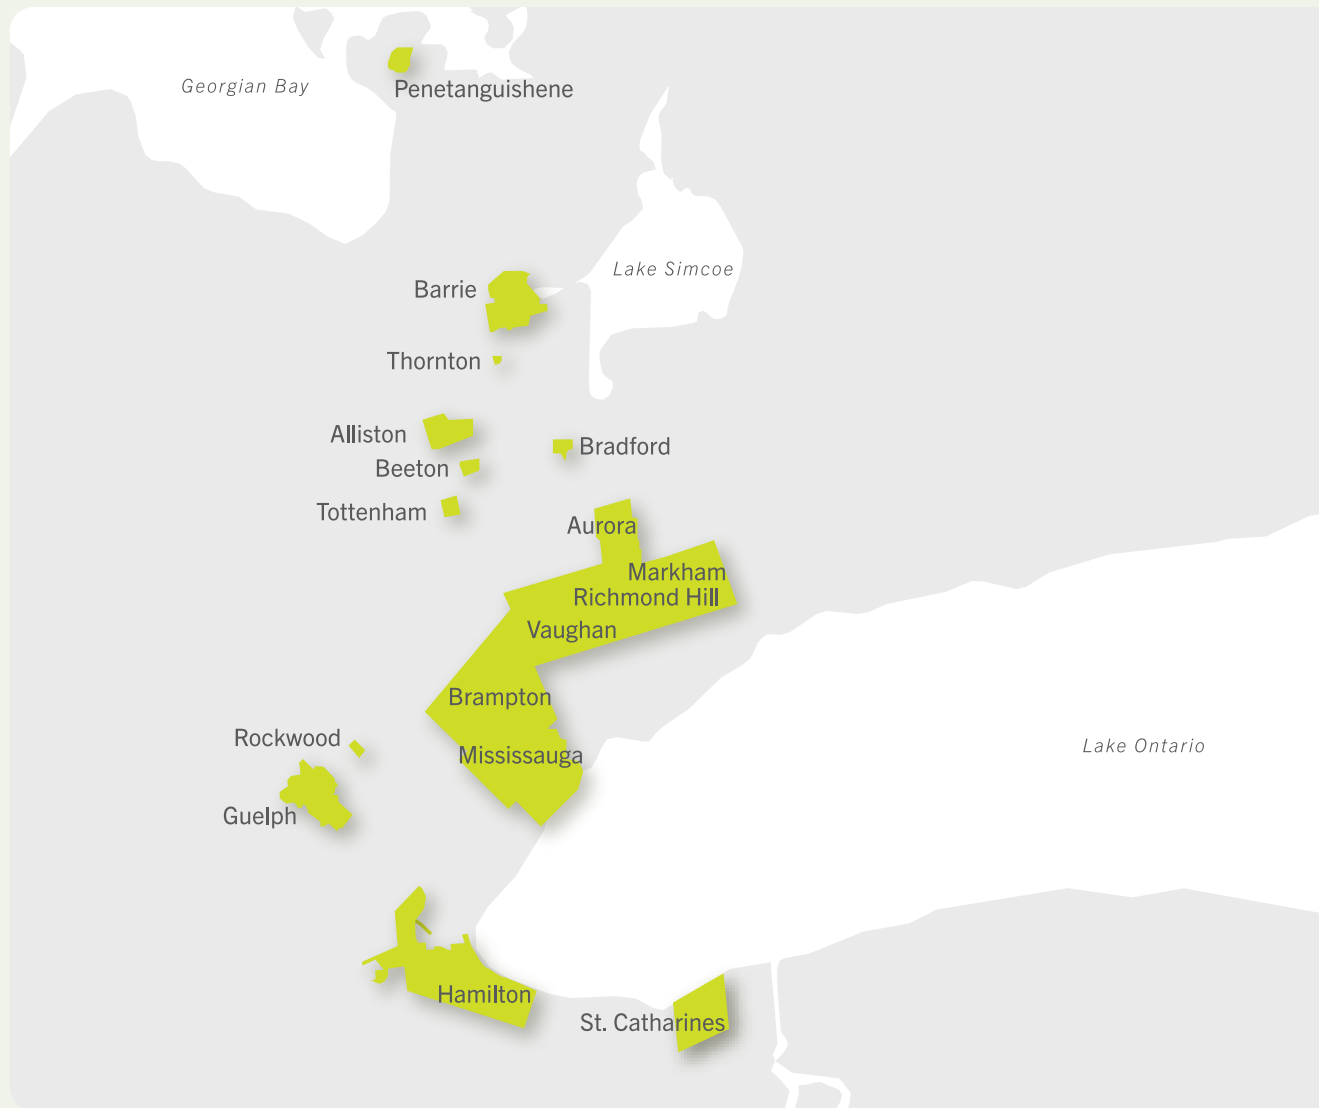 Georgian Bay
Penetanguishene
Lake Simcoe
Barrie
Thornton
Alliston
Bradford
Beeton
Tottenham
Aurora
Markham
Richmond Hill
Vaughan
Brampton
Rockwood
Mississauga
Lake Ontario
Guelph
Hamilton
St. Catharines